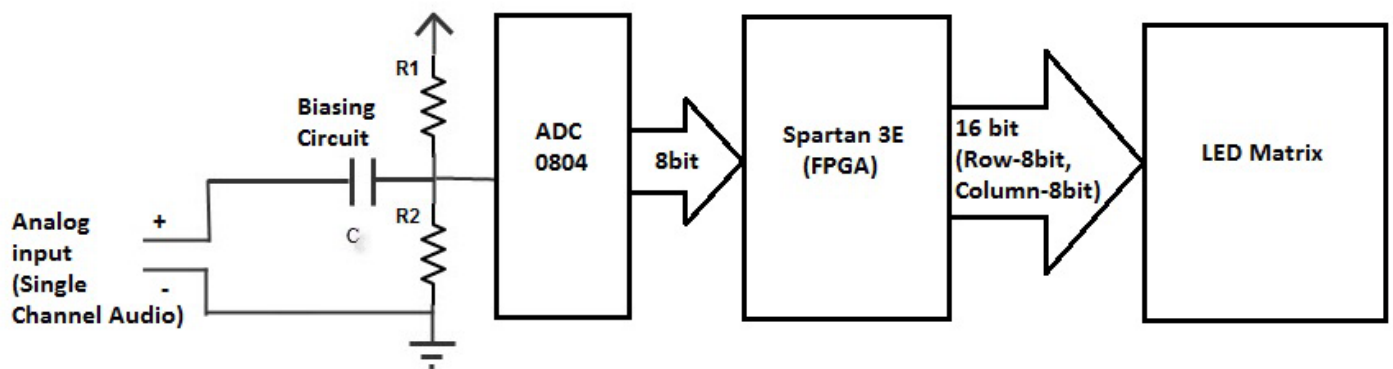 Analog
input
(Single
Channel Audio)
+
-
Biasing
Circuit
C
R1
R2
ADC
0804
8bit
Spartan 3E
(FPGA)
16 bit
(Row-8bit,
Column-8bit)
LED Matrix